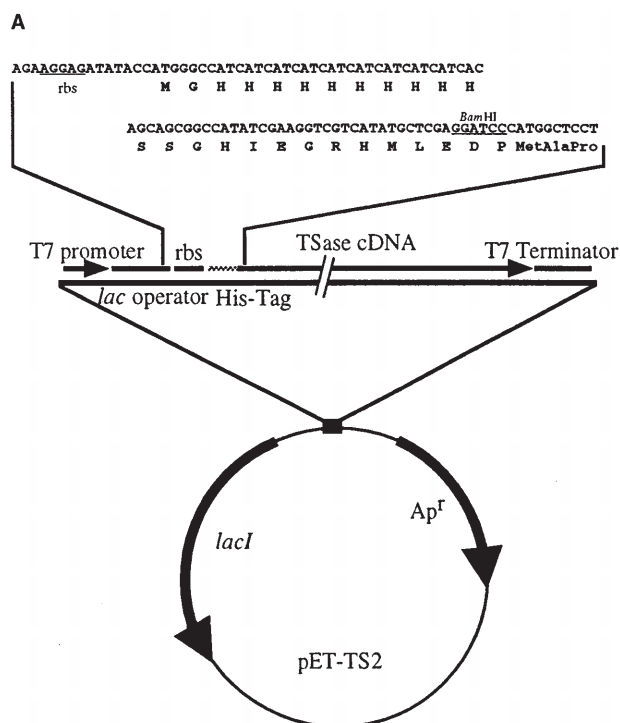 A
AGAAGGAGATATACCATGGGCCATCATCATCATCATCATCATCATCATCAC
rbs
M G H H H H H H H H H H
BamHI
AGCAGCGGCCATATCGAAGGTCGTCATATGCTCGAGGATCCCATGGCTCCT
S S G H I E G R H M L E D P MetAlaPro
T7 promoter rbs TSase cDNA T7 Terminator
lac operator His-Tag
lacI
Apr
pET-TS2